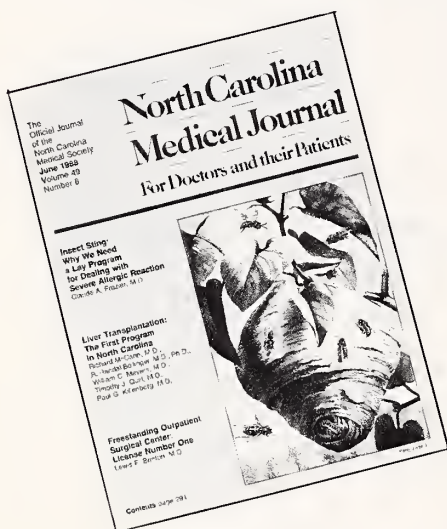 The
Official Journal
of the
North Carolina
Medical Society
June 1988
Volume 49
Number 6
North Carolina
Medical Journal
For Doctors and their Patients
Insect Sting:
Why We Need
a Lay Program
for Dealing with
Severe Allergic Reaction
Claude A. Frazier, M.D.
Liver Transplantation:
The First Program
in North Carolina
Richard McCann, M.D.,
R. Randal Bollinger, M.D., Ph.D.,
William C. Meyers, M.D.,
Timothy J. Quill, M.D.,
Paul G. Killenberg, M.D.
Freestanding Outpatient
Surgical Center:
License Number One
M.D.
Contents page 291